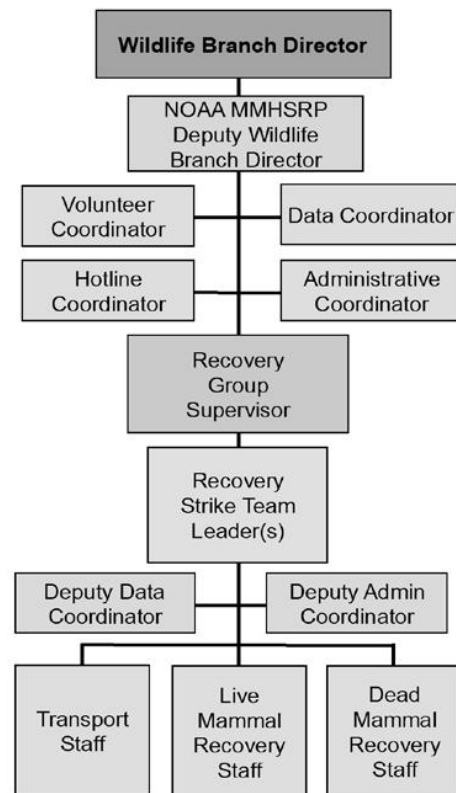 Wildlife Branch Director
NOAA MMHSRP
Deputy Wildlife
Branch Director
Volunteer
Coordinator
Data Coordinator
Hotline
Coordinator
Administrative
Coordinator
Recovery
Group
Supervisor
Recovery
Strike Team
Leader(s)
Deputy Data
Coordinator
Deputy Admin
Coordinator
Transport
Staff
Live
Mammal
Recovery
Staff
Dead
Mammal
Recovery
Staff